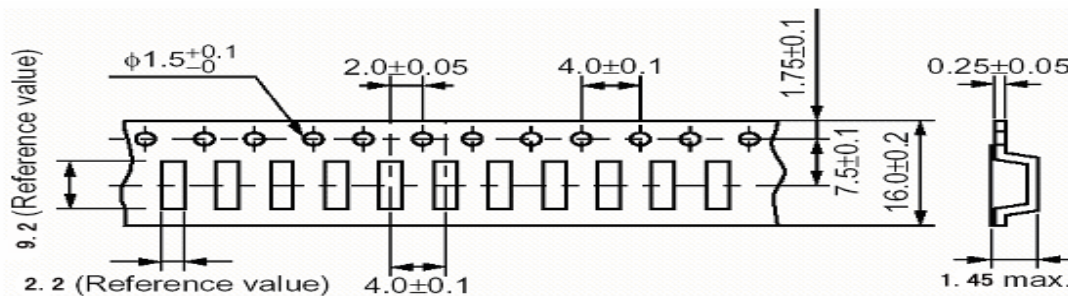 9.2 (Reference value)
ϕ1.5+0.1 −0
2.0±0.05
4.0±0.1
1.75±0.1
7.5±0.1
16.0±0.2
0.25±0.05
2.2 (Reference value)
4.0±0.1
1.45 max.